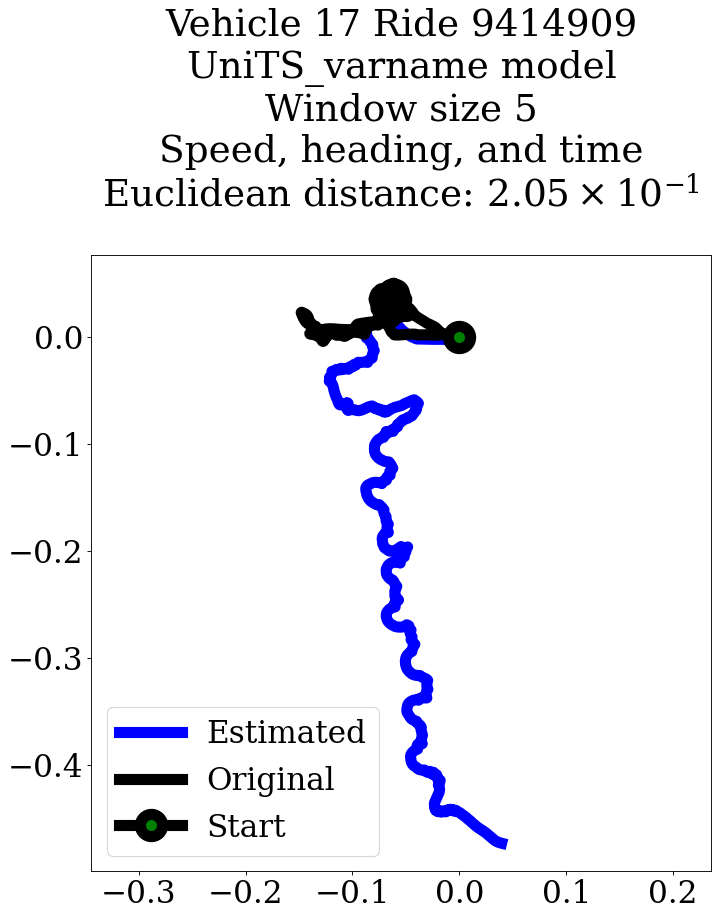 Vehicle 17 Ride 9414909
UniTS_varname model
Window size 5
Speed, heading, and time
Euclidean distance: 2.05 × 10⁻¹
0.0
−0.1
−0.2
−0.3
−0.4
Estimated
Original
Start
−0.3 −0.2 −0.1 0.0 0.1 0.2